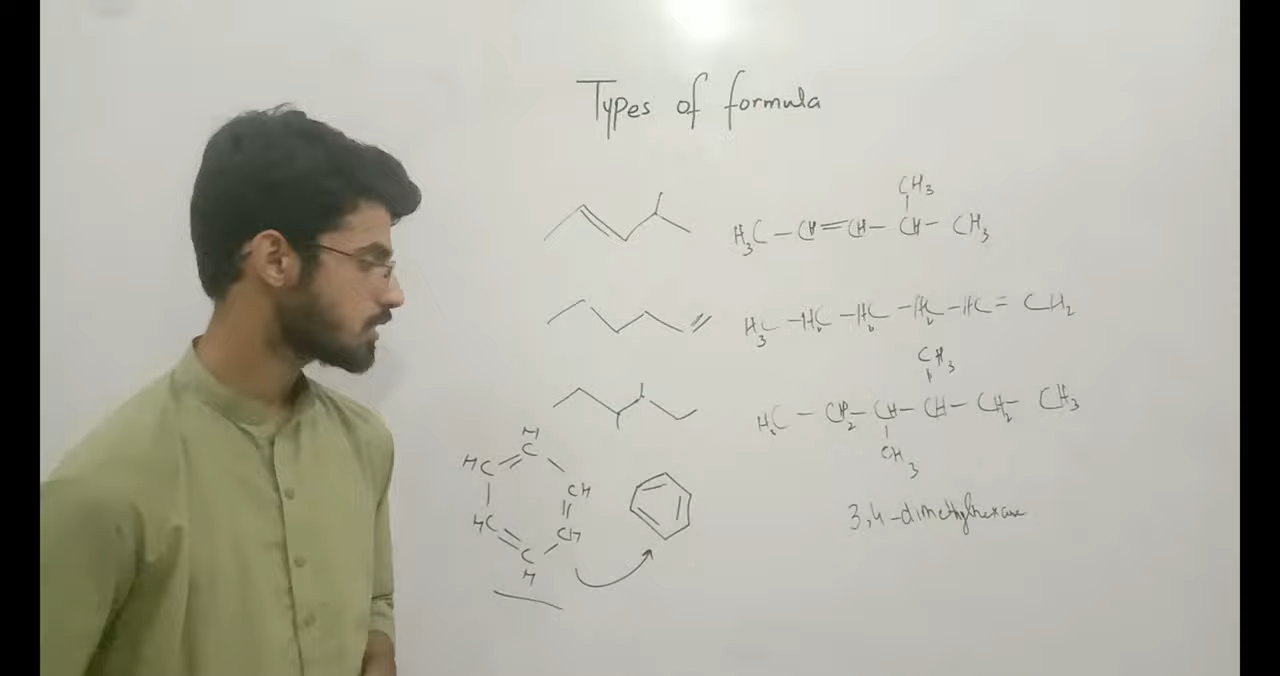 Types of formula
CH3
H3C - CH = CH - CH - CH3
H3C - H2C - H2C - H2C - HC = CH2
CH3
H3C - CH2 - CH - CH - CH2 - CH3
CH3
H
HC = C
CH
HC
CH
C
H
3,4-dimethylhexane